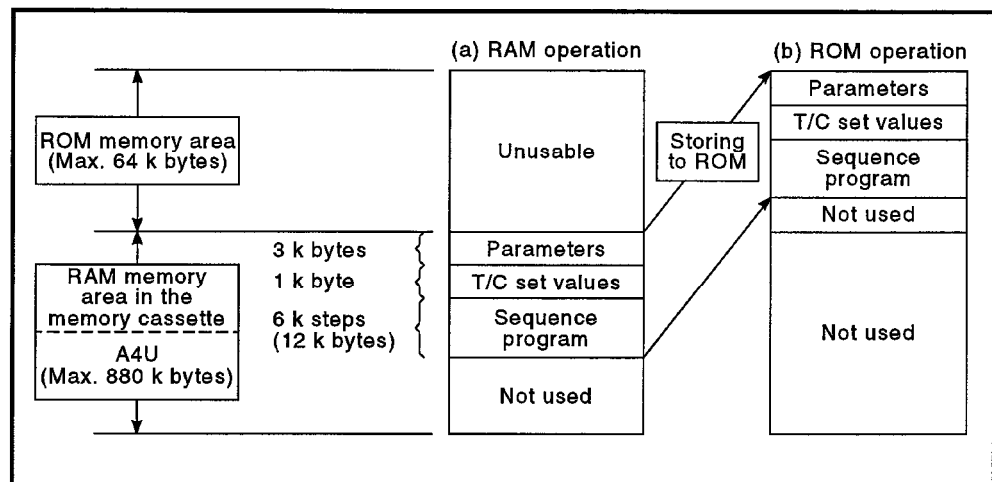 (a) RAM operation
(b) ROM operation
ROM memory area
(Max. 64 k bytes)
Unusable
Storing
to ROM
Parameters
T/C set values
Sequence
program
Not used
RAM memory
area in the
memory cassette
A4U
(Max. 880 k bytes)
3 k bytes
1 k byte
6 k steps
(12 k bytes)
Parameters
T/C set values
Sequence
program
Not used
Not used